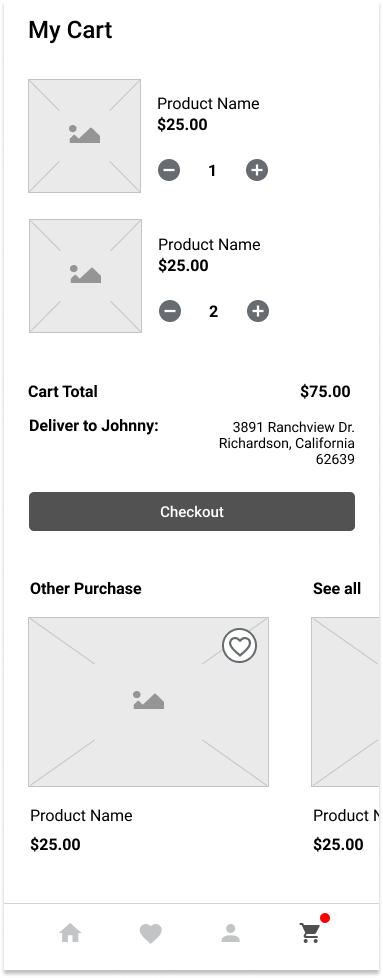 My Cart
Product Name
$25.00
1
Product Name
$25.00
2
Cart Total $75.00
Deliver to Johnny:
3891 Ranchview Dr.
Richardson, California
62639
Checkout
Other Purchase See all
Product Name
$25.00
Product N
$25.00